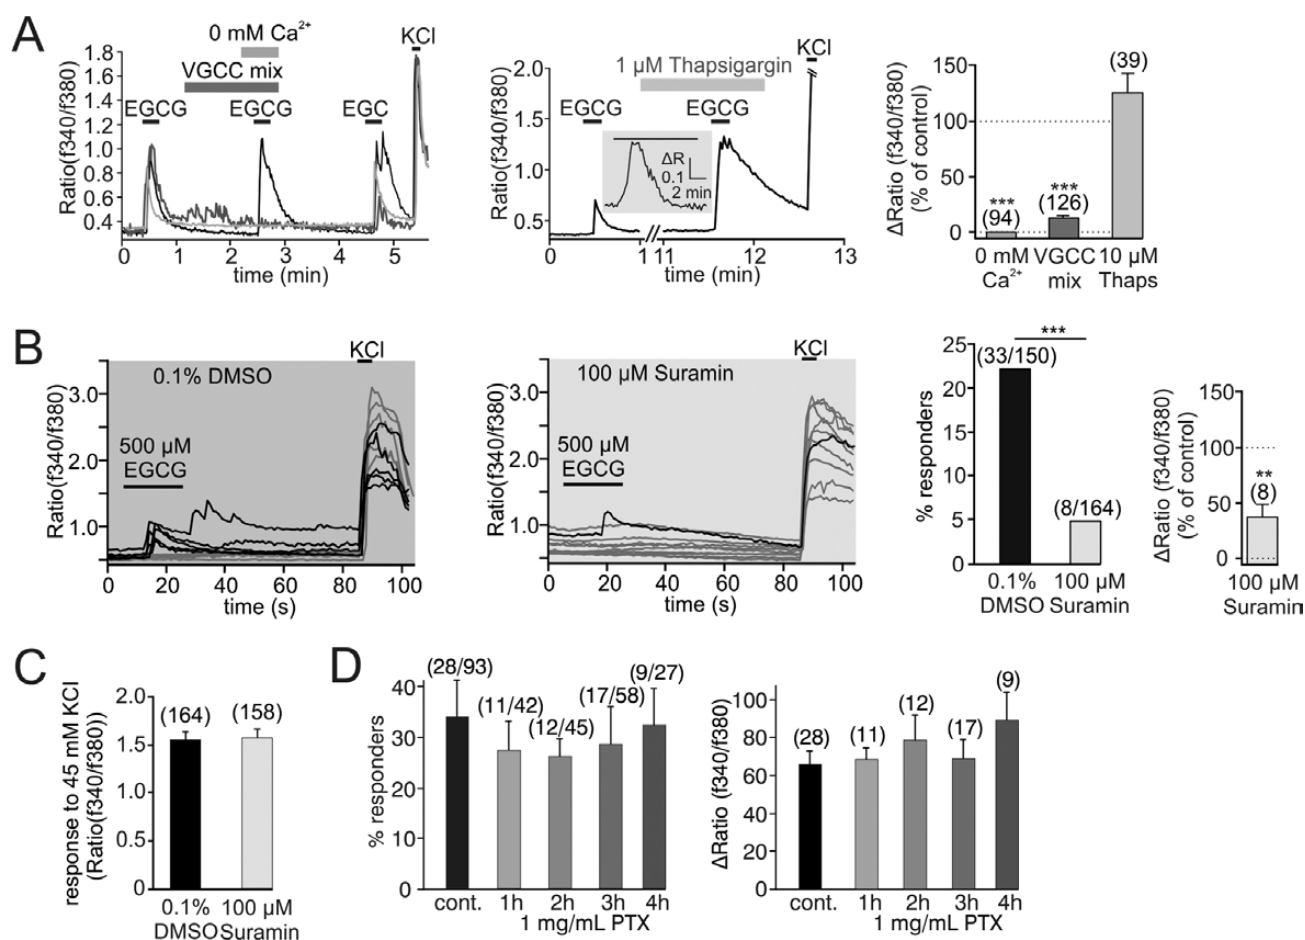 A
0 mM Ca²⁺
VGCC mix
KCl
EGCG
EGCG
EGC
Ratio(f340/f380)
1.8
1.6
1.4
1.2
1.0
0.8
0.6
0.4
0
1
2
3
4
5
time (min)
KCl
1 µM Thapsigargin
EGCG
EGCG
Ratio(f340/f380)
2.0
1.5
1.0
0.5
ΔR
0.1
2 min
0
1
11
12
13
time (min)
ΔRatio (f340/f380)
(% of control)
150
100
50
0
(39)
***
(94)
***
(126)
0 mM
Ca²⁺
VGCC
mix
10 µM
Thaps
B
KCl
0.1% DMSO
500 µM
EGCG
Ratio(f340/f380)
3.0
2.0
1.0
0
20
40
60
80
100
time (s)
KCl
100 µM Suramin
500 µM
EGCG
Ratio(f340/f380)
3.0
2.0
1.0
0
20
40
60
80
100
time (s)
***
% responders
25
20
15
10
5
0
(33/150)
(8/164)
0.1%
DMSO
100 µM
Suramin
ΔRatio (f340/f380)
(% of control)
150
100
50
0
**
(8)
100 µM
Suramin
C
response to 45 mM KCl
(Ratio(f340/f380))
2.0
1.5
1.0
0.5
0
(164)
(158)
0.1%
DMSO
100 µM
Suramin
D
% responders
40
30
20
10
0
(28/93)
(11/42)
(12/45)
(17/58)
(9/27)
cont.
1h
2h
3h
4h
1 mg/mL PTX
ΔRatio (f340/f380)
100
80
60
40
20
0
(28)
(11)
(12)
(17)
(9)
cont.
1h
2h
3h
4h
1 mg/mL PTX